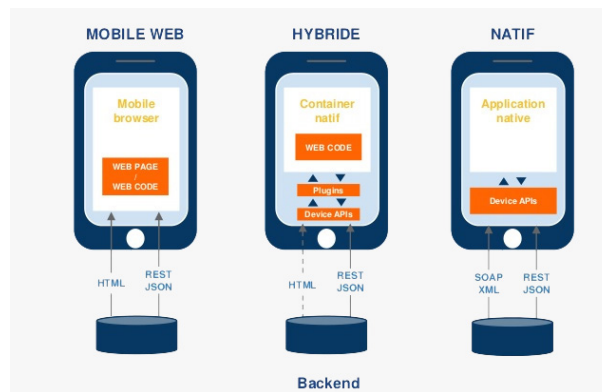 MOBILE WEB
HYBRIDE
NATIF
Mobile
browser
WEB PAGE
/
WEB CODE
Container
natif
WEB CODE
Plugins
Device APIs
Application
native
Device APIs
HTML
REST
JSON
HTML
REST
JSON
SOAP
XML
REST
JSON
Backend